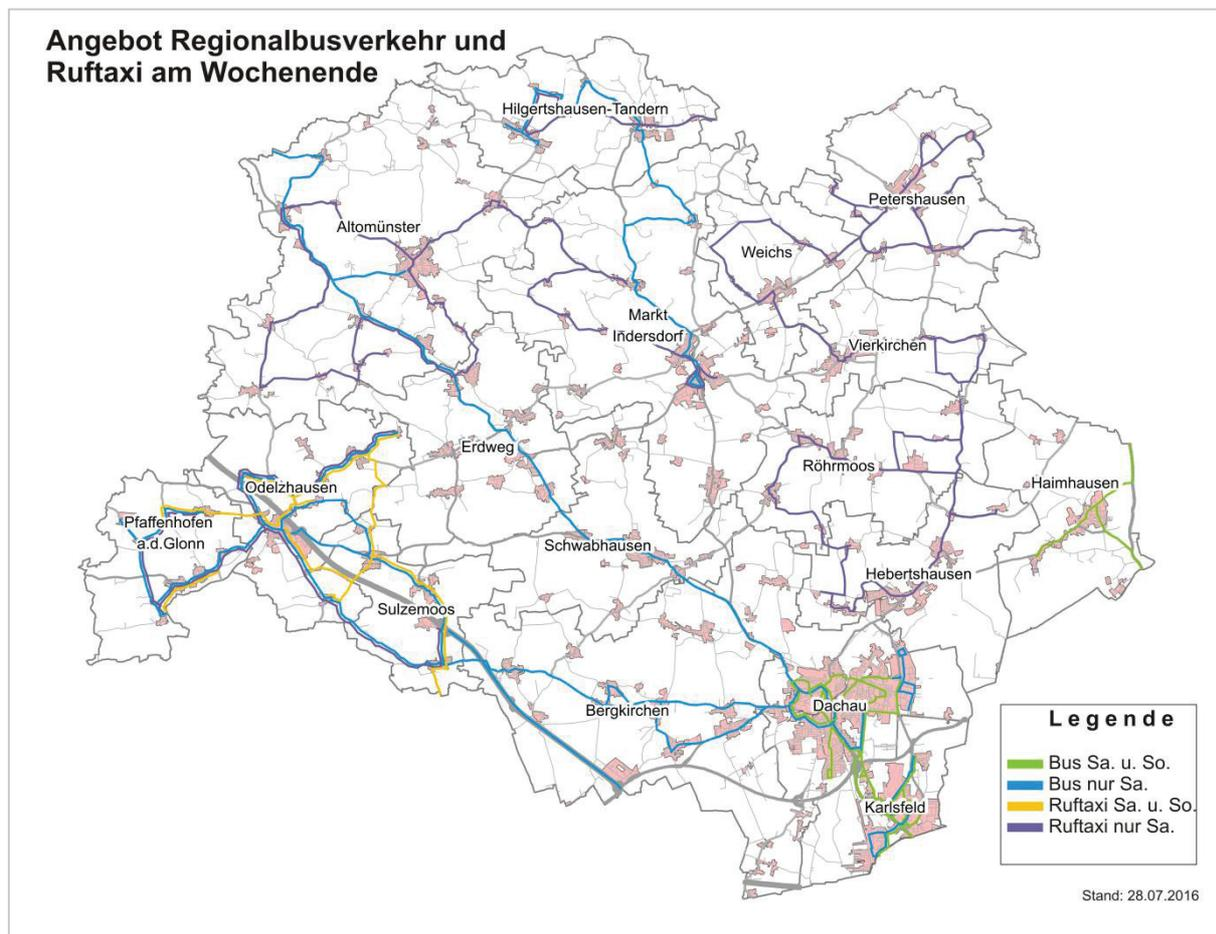 Angebot Regionalbusverkehr und
Ruftaxi am Wochenende
Hilgertshausen-Tandern
Petershausen
Altomünster
Weichs
Markt
Indersdorf
Vierkirchen
Erdweg
Röhrmoos
Haimhausen
Odelzhausen
Pfaffenhofen
a.d.Glonn
Schwabhausen
Hebertshausen
Sulzemoos
Bergkirchen
Dachau
Karlsfeld
Legende
Bus Sa. u. So.
Bus nur Sa.
Ruftaxi Sa. u. So.
Ruftaxi nur Sa.
Stand: 28.07.2016